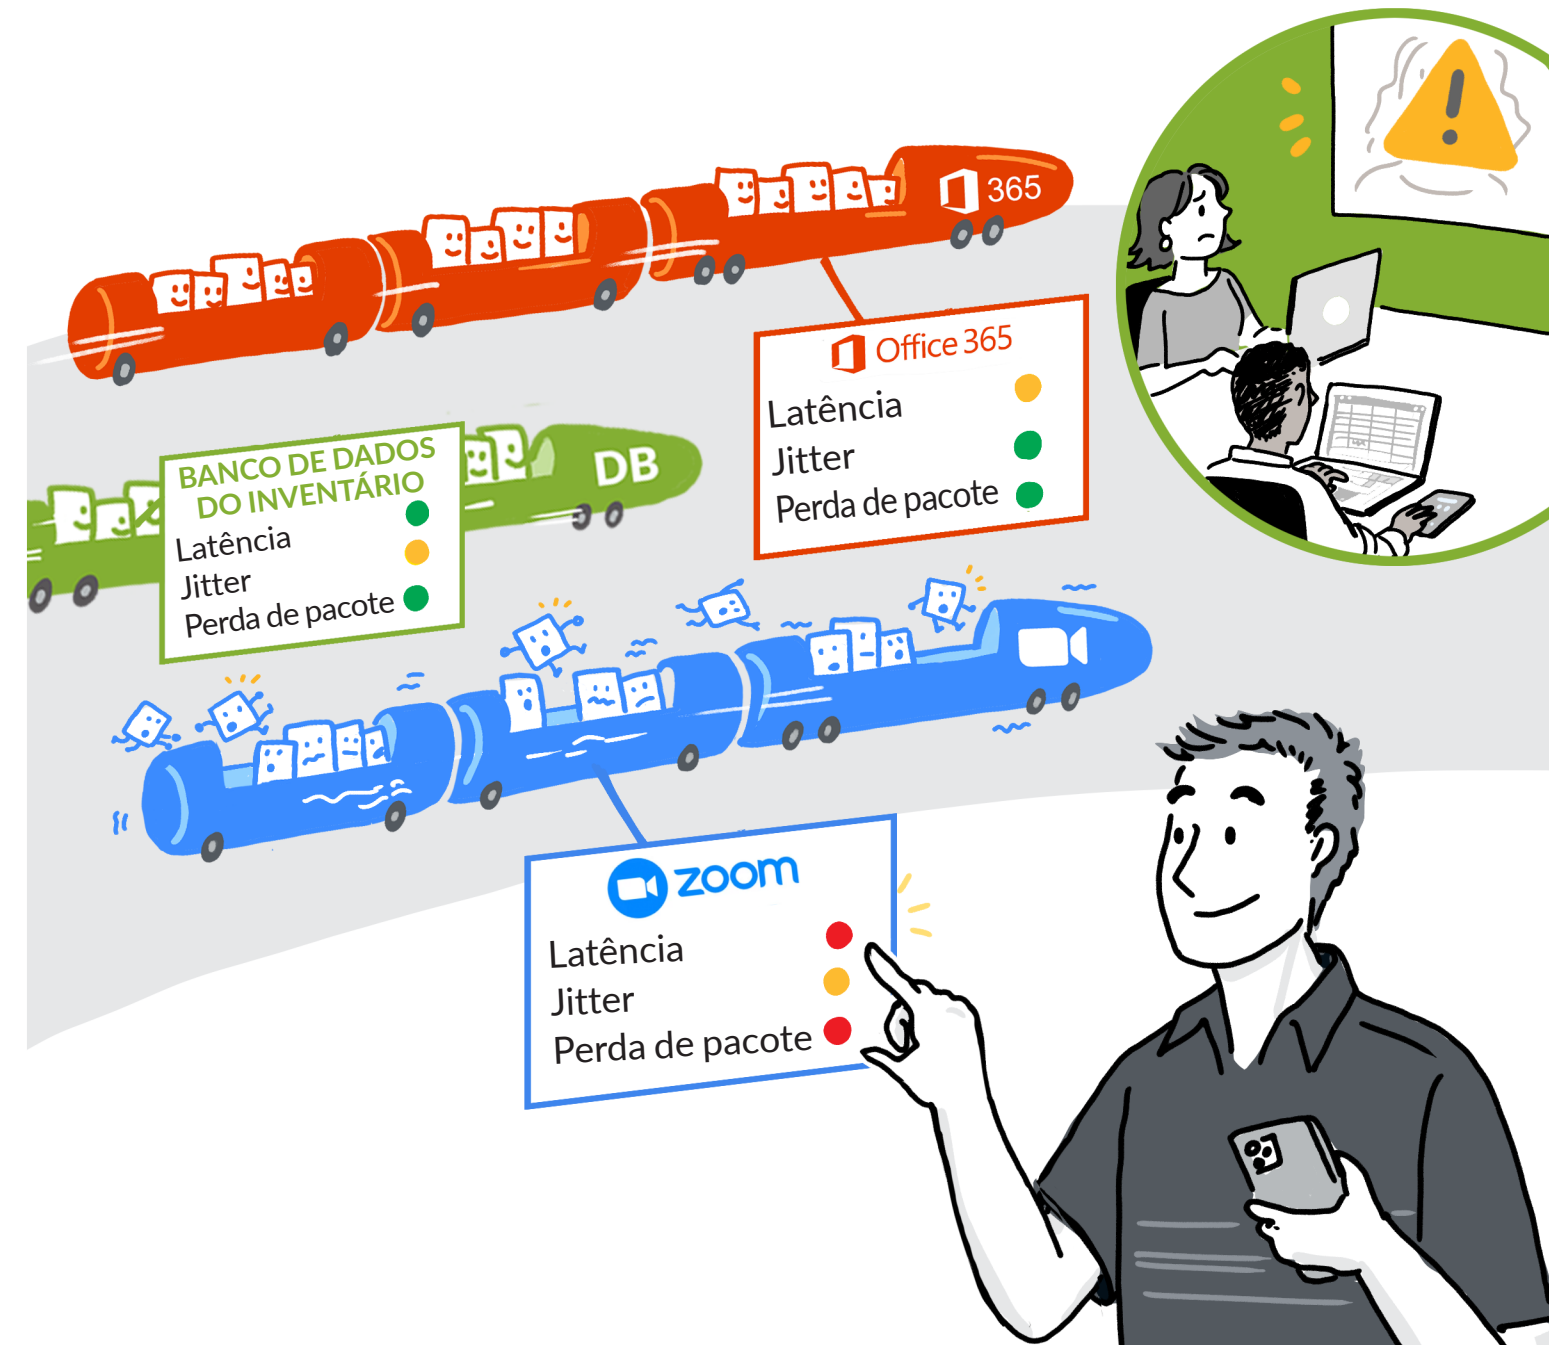 365
Office 365
Latência
Jitter
Perda de pacote
DB
BANCO DE DADOS
DO INVENTÁRIO
Latência
Jitter
Perda de pacote
zoom
Latência
Jitter
Perda de pacote